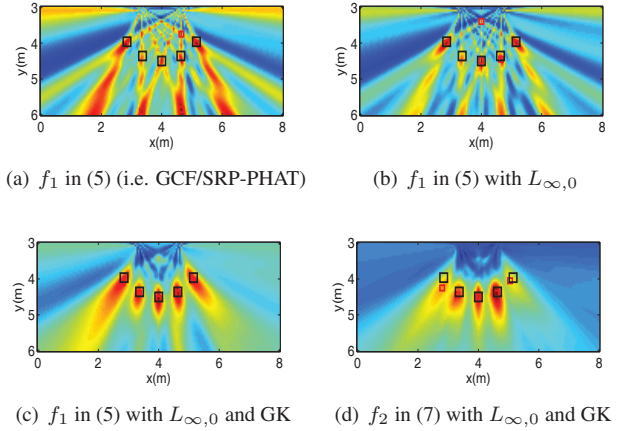 3
4
5
6
y(m)
0 2 4 6 8
x(m)
(a) f₁ in (5) (i.e. GCF/SRP-PHAT)
3
4
5
6
y(m)
0 2 4 6 8
x(m)
(b) f₁ in (5) with L∞,0
3
4
5
6
y(m)
0 2 4 6 8
x(m)
(c) f₁ in (5) with L∞,0 and GK
3
4
5
6
y(m)
0 2 4 6 8
x(m)
(d) f₂ in (7) with L∞,0 and GK